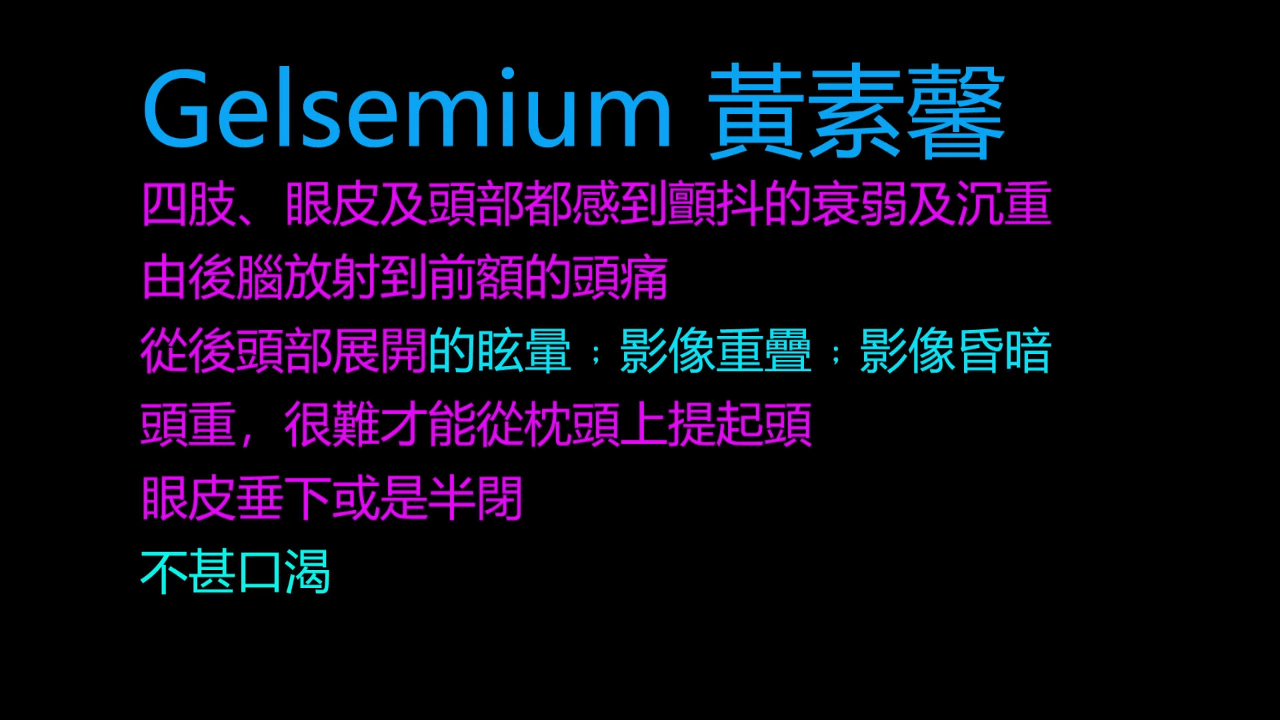 Gelsemium 黃素馨
四肢、眼皮及頭部都感到顫抖的衰弱及沉重
由後腦放射到前額的頭痛
從後頭部展開的眩暈；影像重疊；影像昏暗
頭重，很難才能從枕頭上提起頭
眼皮垂下或是半閉
不甚口渴